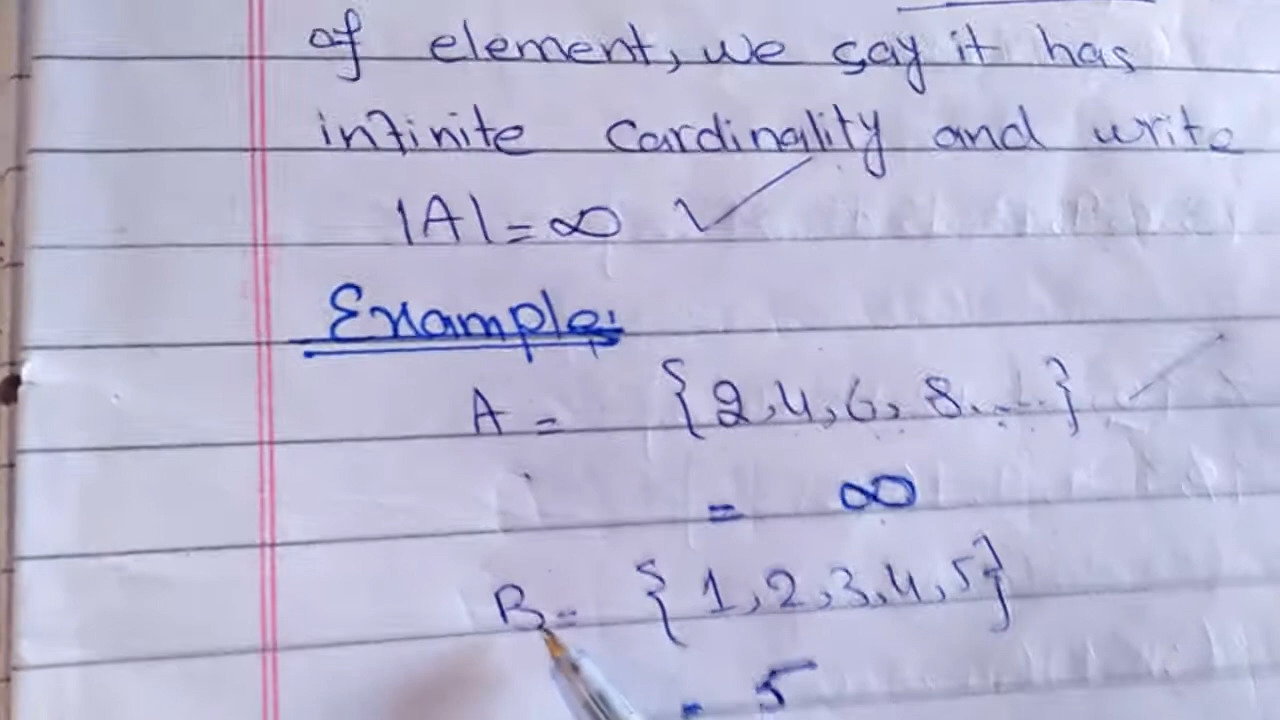 of element, we say it has
infinite Cardinality and write
|A| = ∞
Example:
A = {2,4,6, 8....}
= ∞
B = {1,2,3,4,5}
= 5